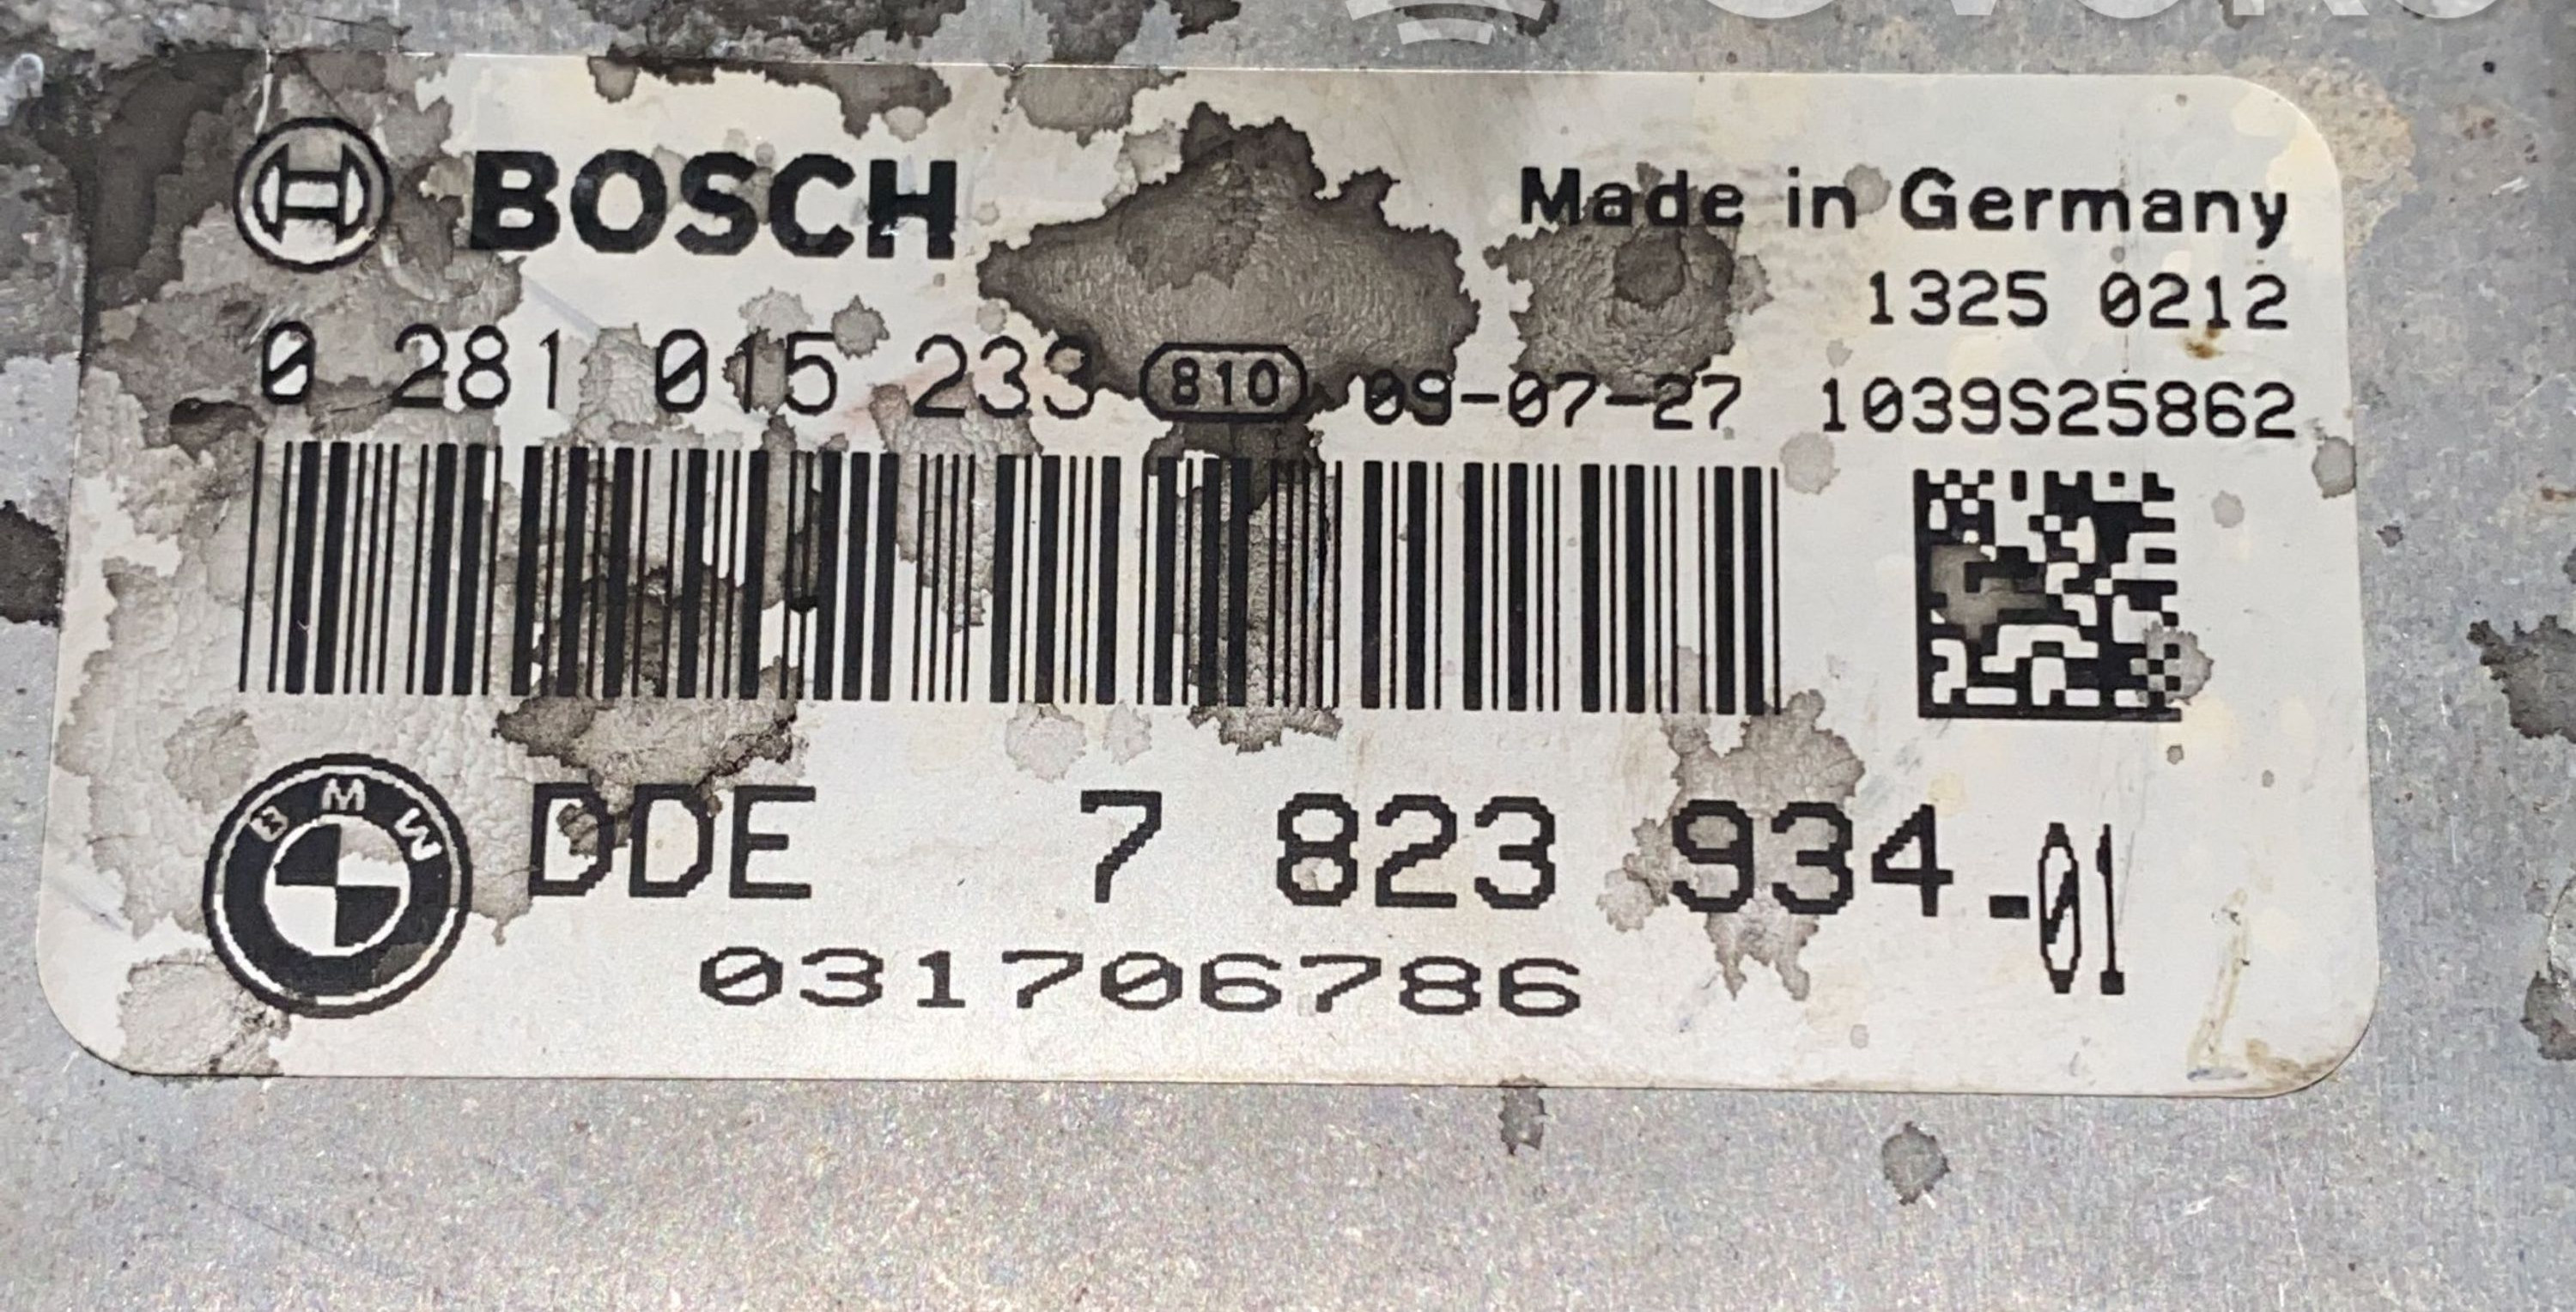 BOSCH
Made in Germany
1325 0212
0 281 015 233 810 09-07-27 1039S25862
BMW
DDE 7 823 934-01
031706786